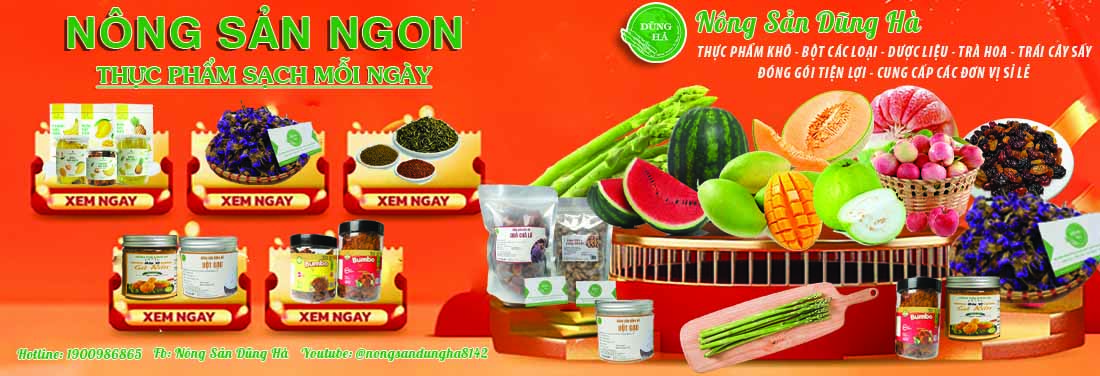 NÔNG SẢN NGON
THỰC PHẨM SẠCH MỖI NGÀY
XEM NGAY
XEM NGAY
XEM NGAY
XEM NGAY
XEM NGAY
Hotline: 1900986865 Fb: Nông Sản Dũng Hà Youtube: @nongsandungha8142
DŨNG HÀ
Nông Sản Dũng Hà
THỰC PHẨM KHÔ - BỘT CÁC LOẠI - DƯỢC LIỆU - TRÀ HOA - TRÁI CÂY SẤY
ĐÓNG GÓI TIỆN LỢI - CUNG CẤP CÁC ĐƠN VỊ SỈ LẺ
BỘT GẠO
Bumbo
Bumbo
BỘT GẠO
Bumbo